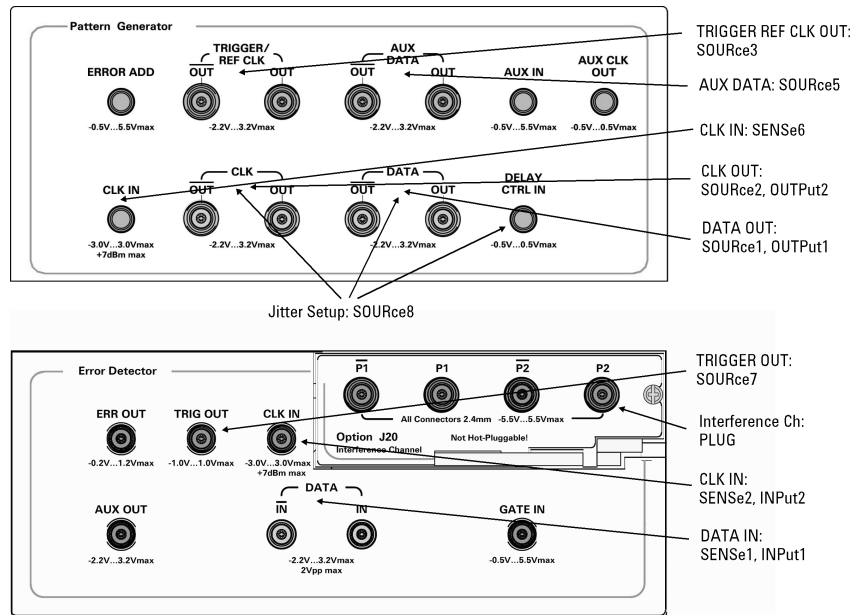 Pattern Generator
TRIGGER/
REF CLK
AUX
DATA
ERROR ADD
OUT
OUT
OUT
OUT
AUX IN
AUX CLK
OUT
-0.5V...5.5Vmax
-2.2V...3.2Vmax
-2.2V...3.2Vmax
-0.5V...5.5Vmax
-0.5V...0.5Vmax
CLK
DATA
CLK IN
OUT
OUT
OUT
OUT
DELAY
CTRL IN
-3.0V...3.0Vmax
+7dBm max
-2.2V...3.2Vmax
-2.2V...3.2Vmax
-0.5V...0.5Vmax
TRIGGER REF CLK OUT:
SOURce3
AUX DATA: SOURce5
CLK IN: SENSe6
CLK OUT:
SOURce2, OUTPut2
DATA OUT:
SOURce1, OUTPut1
Jitter Setup: SOURce8
Error Detector
P1
P1
P2
P2
All Connectors 2.4mm -5.5V...5.5Vmax
Option J20
Not Hot-Pluggable!
Interference Channel
ERR OUT
TRIG OUT
CLK IN
-0.2V...1.2Vmax
-1.0V...1.0Vmax
-3.0V...3.0Vmax
+7dBm max
DATA
AUX OUT
IN
IN
GATE IN
-2.2V...3.2Vmax
-2.2V...3.2Vmax
2Vpp max
-0.5V...5.5Vmax
TRIGGER OUT:
SOURce7
Interference Ch:
PLUG
CLK IN:
SENSe2, INPut2
DATA IN:
SENSe1, INPut1